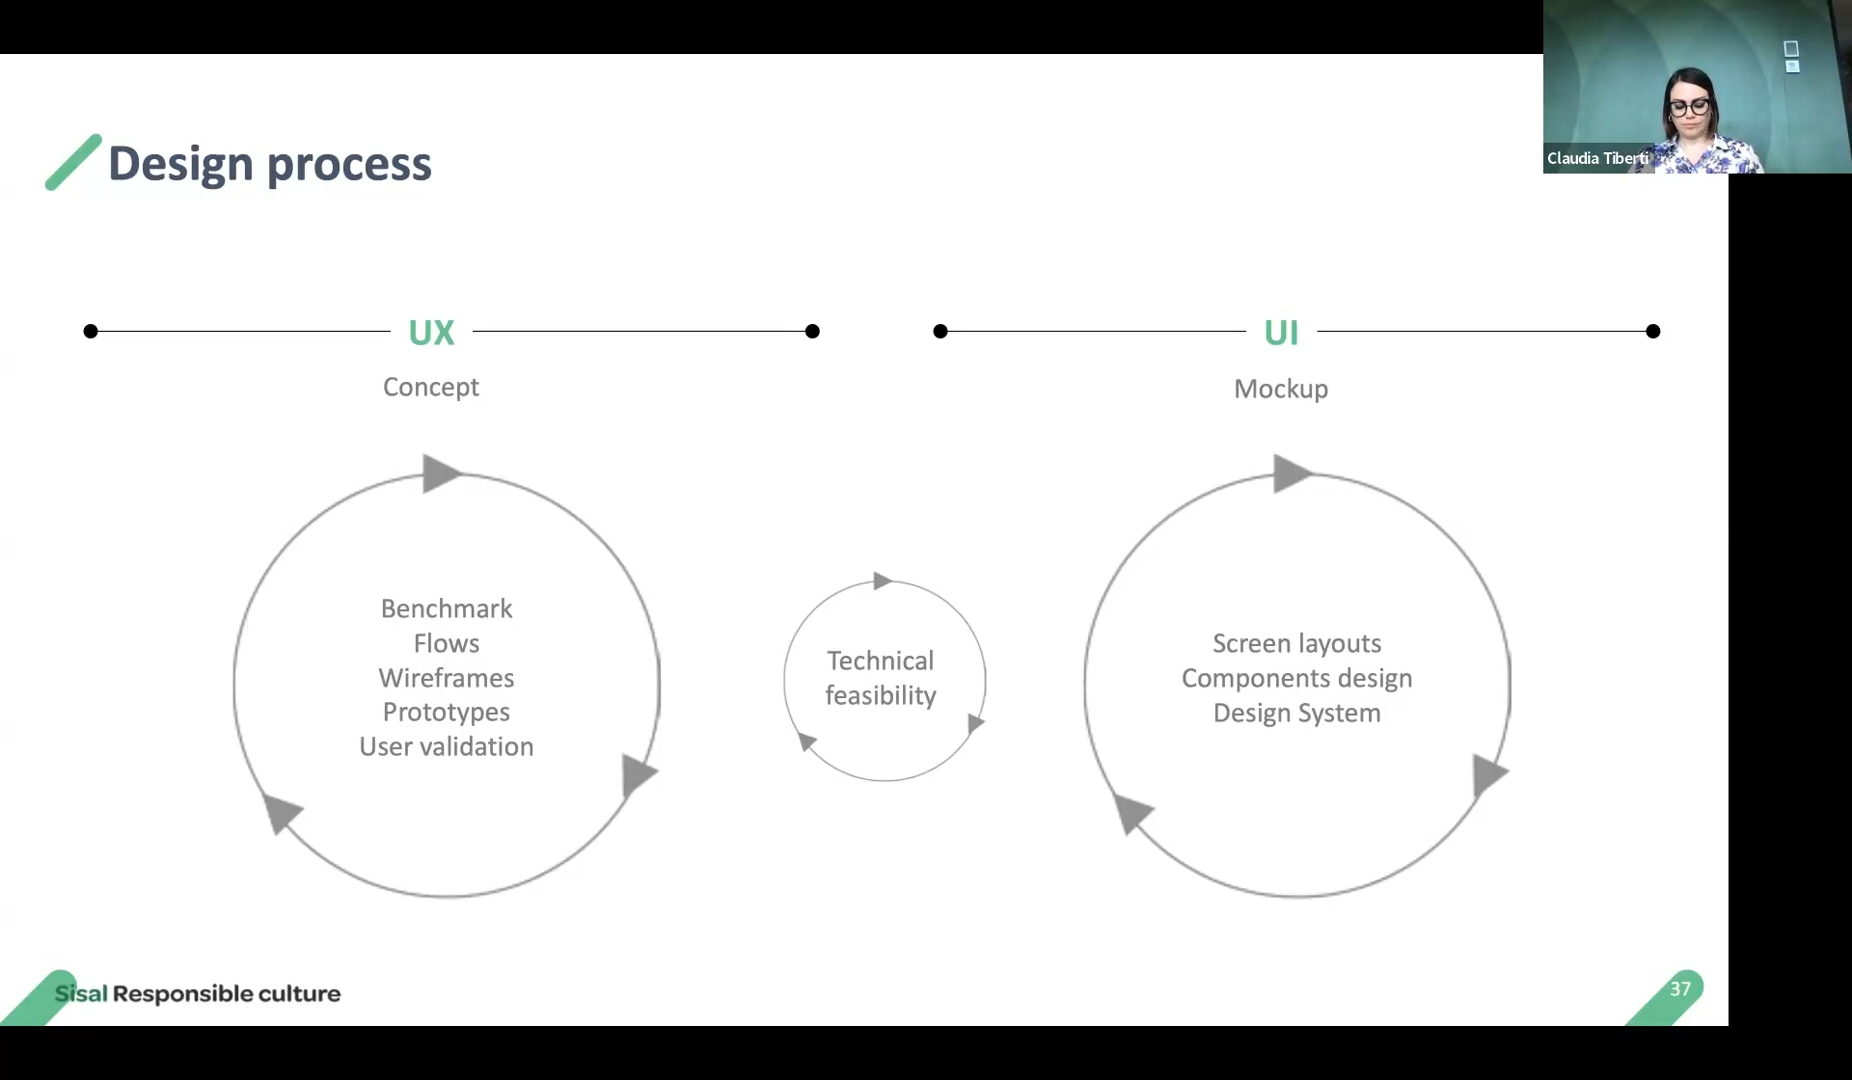 Claudia Tiberti
Design process
UX
Concept
Benchmark
Flows
Wireframes
Prototypes
User validation
Technical
feasibility
UI
Mockup
Screen layouts
Components design
Design System
Sisal Responsible culture
37